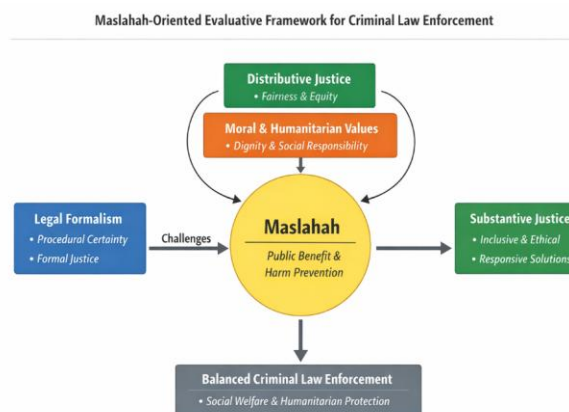 Maslahah-Oriented Evaluative Framework for Criminal Law Enforcement
Distributive Justice
• Fairness & Equity
Moral & Humanitarian Values
• Dignity & Social Responsibility
Legal Formalism
• Procedural Certainty
• Formal Justice
Challenges
Maslahah
Public Benefit &
Harm Prevention
Substantive Justice
• Inclusive & Ethical
• Responsive Solutions
Balanced Criminal Law Enforcement
• Social Welfare & Humanitarian Protection